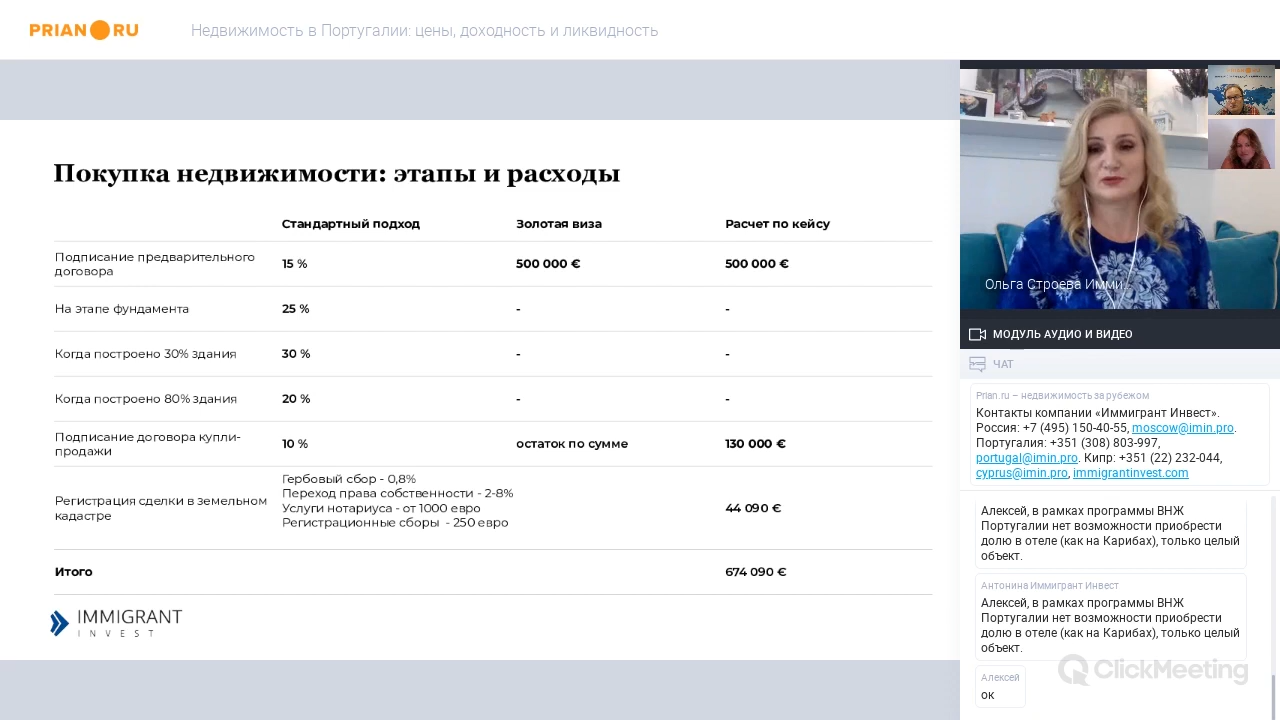 PRIAN RU
Недвижимость в Португалии: цены, доходность и ликвидность
Покупка недвижимости: этапы и расходы
Стандартный подход Золотая виза Расчет по кейсу
Подписание предварительного
договора
15 % 500 000 € 500 000 €
На этапе фундамента 25 % - -
Когда построено 30% здания 30 % - -
Когда построено 80% здания 20 % - -
Подписание договора купли-
продажи
10 % остаток по сумме 130 000 €
Регистрация сделки в земельном
кадастре
Гербовый сбор - 0,8%
Переход права собственности - 2-8%
Услуги нотариуса - от 1000 евро
Регистрационные сборы - 250 евро
44 090 €
Итого 674 090 €
IMMIGRANT
INVEST
Ольга Строева Имми...
МОДУЛЬ АУДИО И ВИДЕО
ЧАТ
Prian.ru – недвижимость за рубежом
Контакты компании «Иммигрант Инвест».
Россия: +7 (495) 150-40-55, moscow@imin.pro.
Португалия: +351 (308) 803-997,
portugal@imin.pro. Кипр: +351 (22) 232-044,
cyprus@imin.pro, immigrantinvest.com
Алексей, в рамках программы ВНЖ
Португалии нет возможности приобрести
долю в отеле (как на Карибах), только целый
объект.
Антонина Иммигрант Инвест
Алексей, в рамках программы ВНЖ
Португалии нет возможности приобрести
долю в отеле (как на Карибах), только целый
объект.
ClickMeeting
Алексей
ок